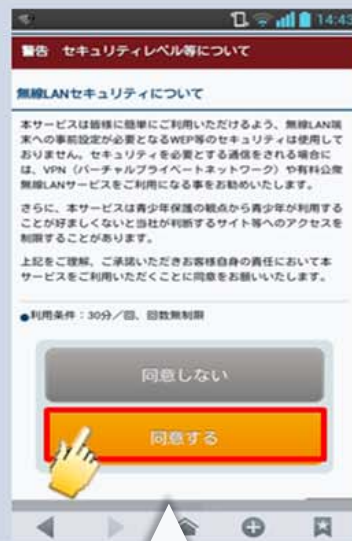 14:43
警告 セキュリティレベル等について
無線LANセキュリティについて
本サービスは皆様に簡単にご利用いただけるよう、無線LAN端
末への事前設定が必要となるWEP等のセキュリティは使用して
おりません。セキュリティを必要とする通信をされる場合に
は、VPN（バーチャルプライベートネットワーク）や有料公衆
無線LANサービスをご利用になる事をお勧めいたします。
さらに、本サービスは青少年保護の観点から青少年が利用する
ことが好ましくないと当社が判断するサイト等へのアクセスを
制限することがあります。
上記をご理解、ご承諾いただきお客様自身の責任において本
サービスをご利用いただくことに同意をお願いいたします。
●利用条件：30分／回、回数無制限
同意しない
同意する